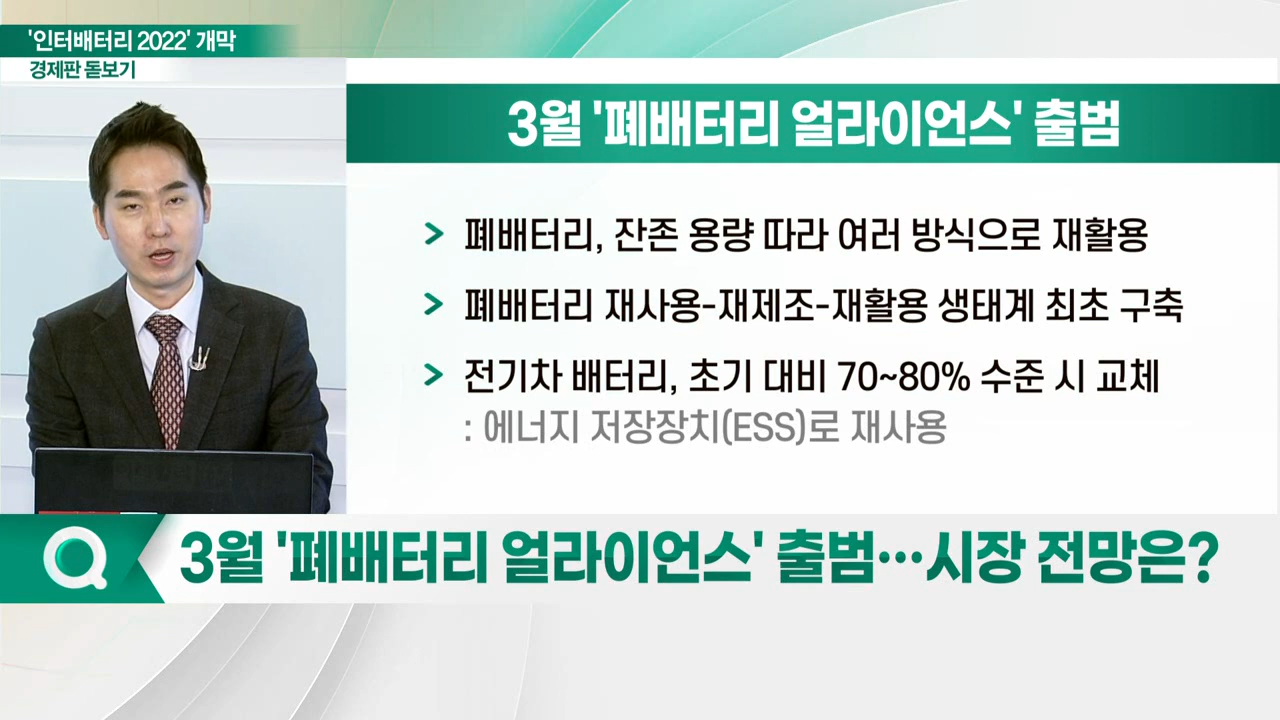 '인터배터리 2022' 개막
경제판 돋보기
3월 '폐배터리 얼라이언스' 출범
> 폐배터리, 잔존 용량 따라 여러 방식으로 재활용
> 폐배터리 재사용-재제조-재활용 생태계 최초 구축
> 전기차 배터리, 초기 대비 70~80% 수준 시 교체
: 에너지 저장장치(ESS)로 재사용
3월 '폐배터리 얼라이언스' 출범…시장 전망은?